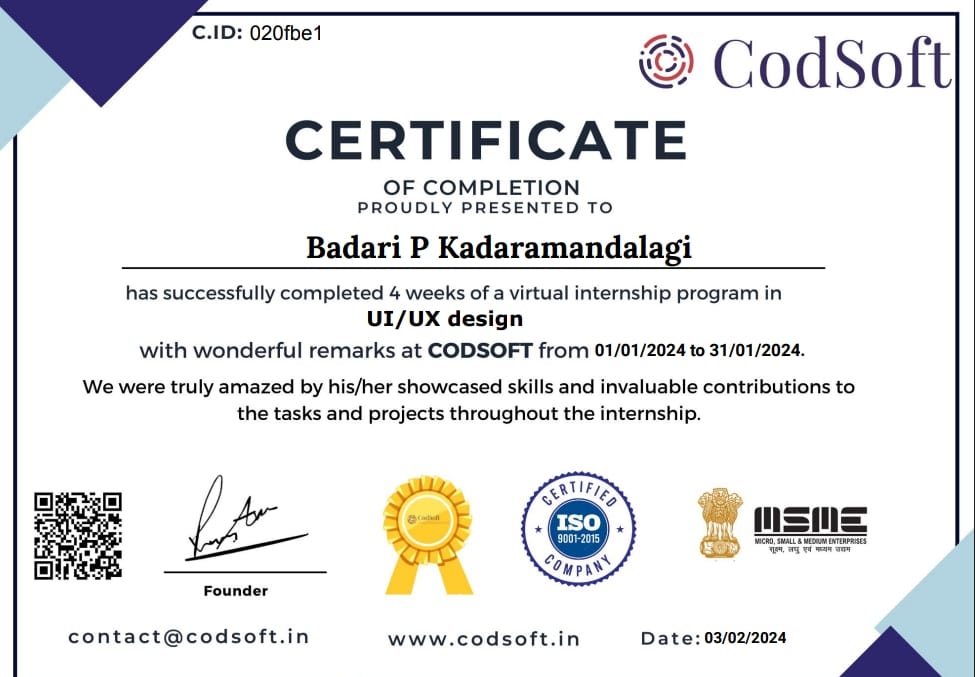 C.ID: 020fbe1
CodSoft
CERTIFICATE
OF COMPLETION
PROUDLY PRESENTED TO
Badari P Kadaramandalagi
has successfully completed 4 weeks of a virtual internship program in
UI/UX design
with wonderful remarks at CODSOFT from 01/01/2024 to 31/01/2024.
We were truly amazed by his/her showcased skills and invaluable contributions to
the tasks and projects throughout the internship.
CodSoft
CERTIFIED
ISO
9001-2015
COMPANY
MSME
MICRO, SMALL & MEDIUM ENTERPRISES
सूक्ष्म, लघु एवं मध्यम उद्यम
Founder
contact@codsoft.in
www.codsoft.in
Date: 03/02/2024